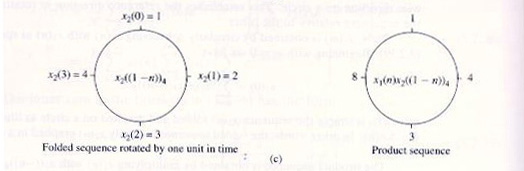 x₂(0) = 1
x₂(3) = 4
x₂((1 − n))₄
x₂(1) = 2
x₂(2) = 3
Folded sequence rotated by one unit in time
1
8
x₁(n)x₂((1 − n))₄
4
3
Product sequence
(c)